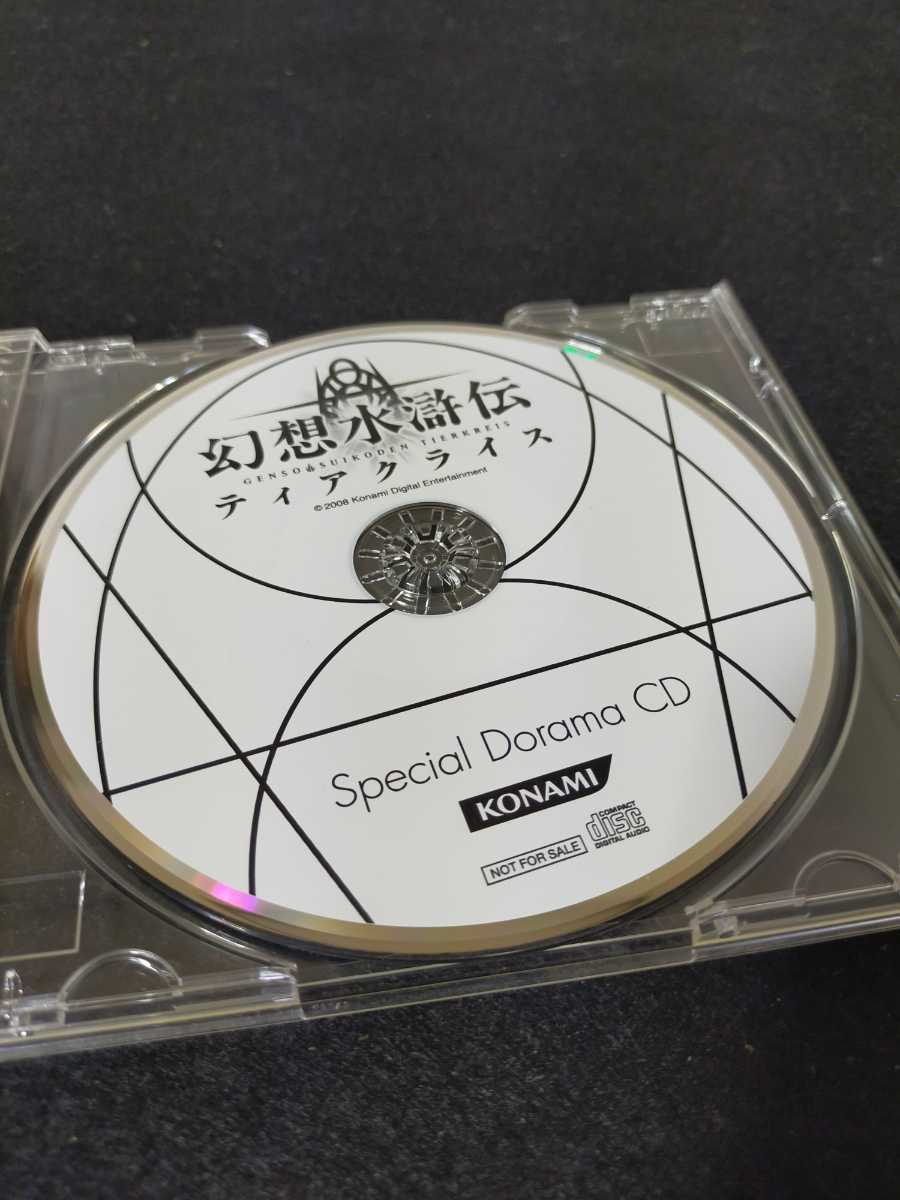 幻想水滸伝
GENSO SUIKODEN TIERKREIS
ティアクライス
©2008 Konami Digital Entertainment
Special Dorama CD
KONAMI
NOT FOR SALE
COMPACT
disc
DIGITAL AUDIO